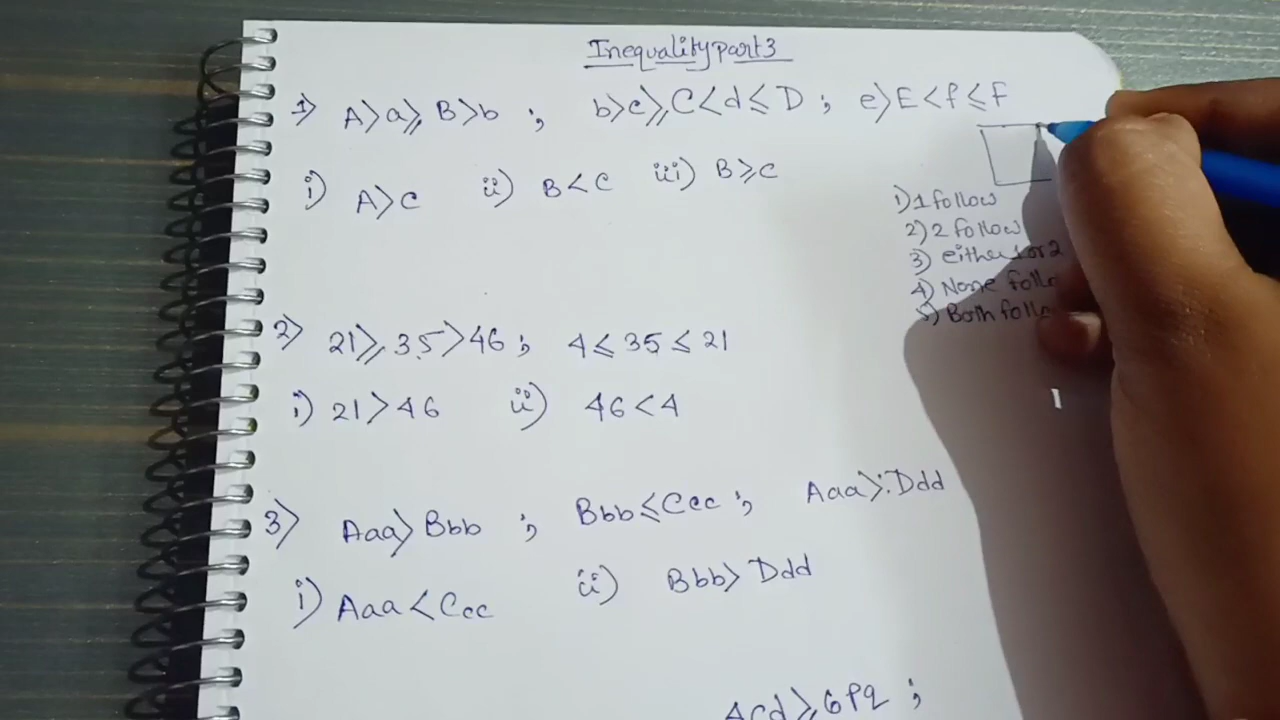 Inequality part 3
1) A>a≥B>b ; b>c≥C<d≤D ; e>E<f≤F
i) A>C ii) B<C iii) B≥C
1) 1 follow
2) 2 follow
3) either 1 or 2
4) None
5) Both
2) 21≥35>46 ; 4≤35≤21
i) 21>46 ii) 46<4
3) Aaa>Bbb ; Bbb≤Ccc ; Aaa>Ddd
i) Aaa<Ccc ii) Bbb>Ddd